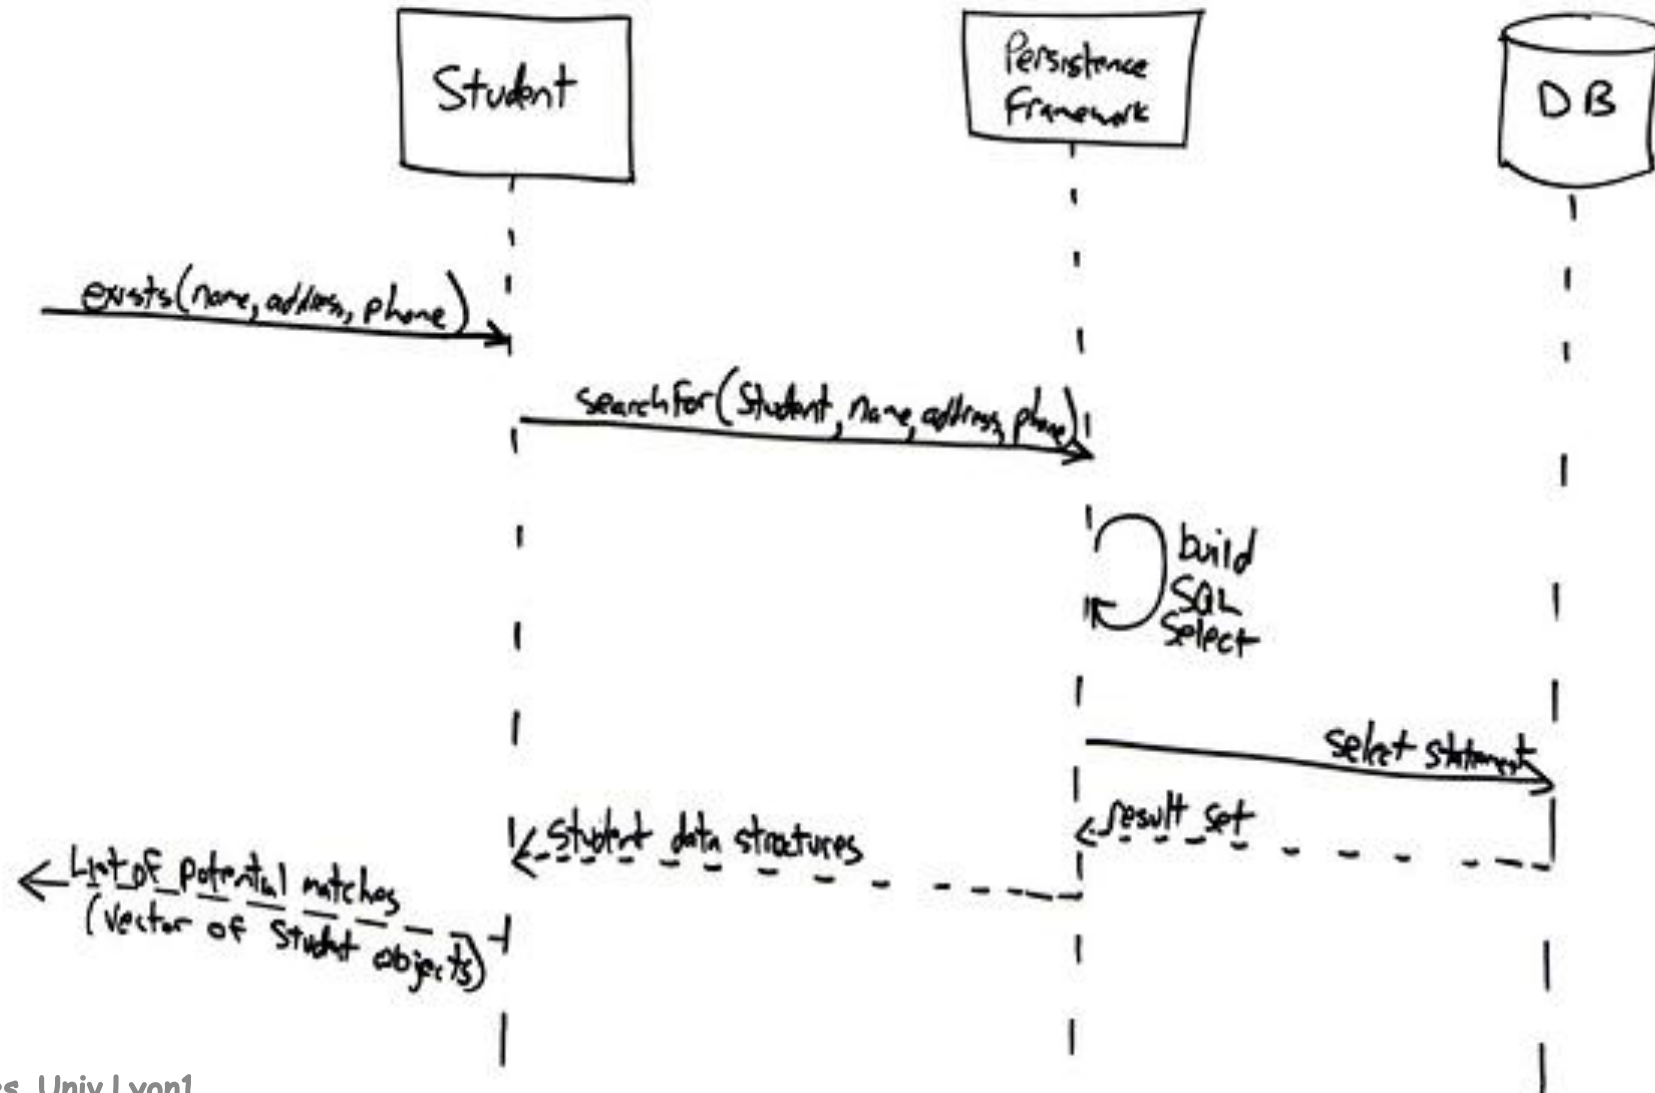 Student
Persistence
Framework
DB
exists(name, address, phone)
searchFor(Student, name, address, phone)
build
SQL
Select
select statement
result set
student data structures
List of potential matches
(vector of Student objects)
Univ Lyon1